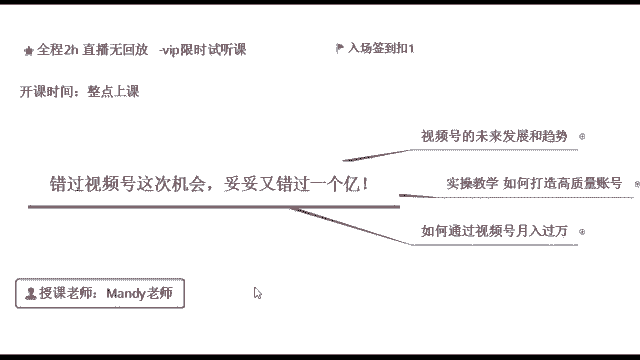 全程2h 直播无回放 -vip限时试听课
入场签到扣1
开课时间：整点上课
视频号的未来发展和趋势
错过视频号这次机会，妥妥又错过一个亿！
实操教学 如何打造高质量账号
如何通过视频号月入过万
授课老师：Mandy老师